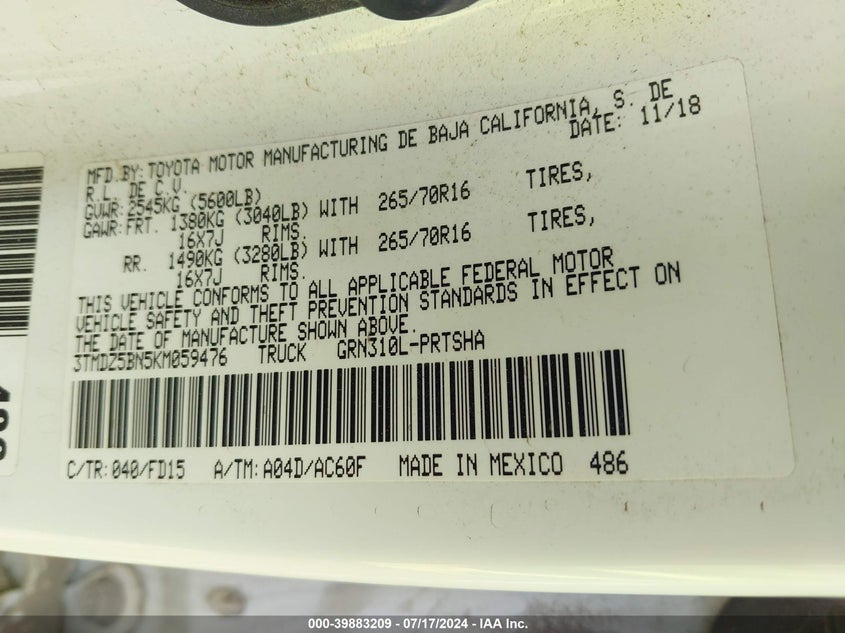 MFD.BY: TOYOTA MOTOR MANUFACTURING DE BAJA CALIFORNIA, S. DE
R.L. DE C.V. DATE: 11/18
GVWR: 2545KG (5600LB)
GAWR: FRT. 1380KG (3040LB) WITH 265/70R16 TIRES,
16X7J RIMS.
RR. 1490KG (3280LB) WITH 265/70R16 TIRES,
16X7J RIMS.
THIS VEHICLE CONFORMS TO ALL APPLICABLE FEDERAL MOTOR
VEHICLE SAFETY AND THEFT PREVENTION STANDARDS IN EFFECT ON
THE DATE OF MANUFACTURE SHOWN ABOVE.
3TMDZ5BN5KM059476 TRUCK GRN310L-PRTSHA
C/TR: 040/FD15 A/TM: A04D/AC60F MADE IN MEXICO 486
000-39883209 - 07/17/2024 - IAA Inc.